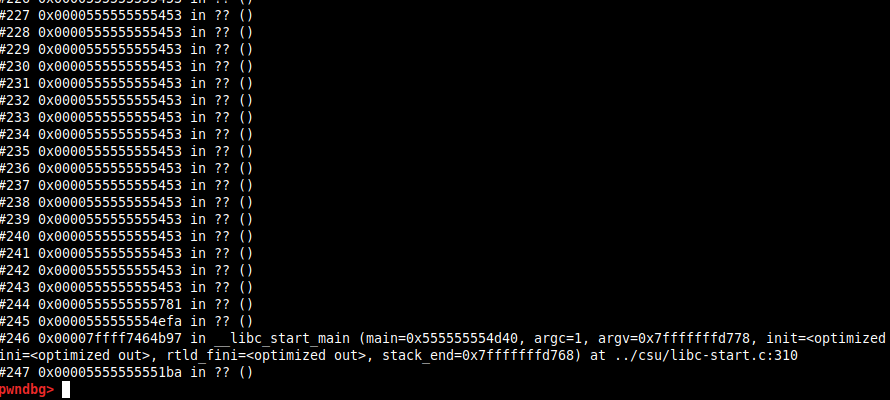 #226 0x0000555555555453 in ?? ()
#227 0x0000555555555453 in ?? ()
#228 0x0000555555555453 in ?? ()
#229 0x0000555555555453 in ?? ()
#230 0x0000555555555453 in ?? ()
#231 0x0000555555555453 in ?? ()
#232 0x0000555555555453 in ?? ()
#233 0x0000555555555453 in ?? ()
#234 0x0000555555555453 in ?? ()
#235 0x0000555555555453 in ?? ()
#236 0x0000555555555453 in ?? ()
#237 0x0000555555555453 in ?? ()
#238 0x0000555555555453 in ?? ()
#239 0x0000555555555453 in ?? ()
#240 0x0000555555555453 in ?? ()
#241 0x0000555555555453 in ?? ()
#242 0x0000555555555453 in ?? ()
#243 0x0000555555555453 in ?? ()
#244 0x0000555555555781 in ?? ()
#245 0x0000555555554efa in ?? ()
#246 0x00007ffff7464b97 in __libc_start_main (main=0x555555554d40, argc=1, argv=0x7fffffffd778, init=<optimized
ini=<optimized out>, rtld_fini=<optimized out>, stack_end=0x7fffffffd768) at ../csu/libc-start.c:310
#247 0x00005555555551ba in ?? ()
pwndbg>